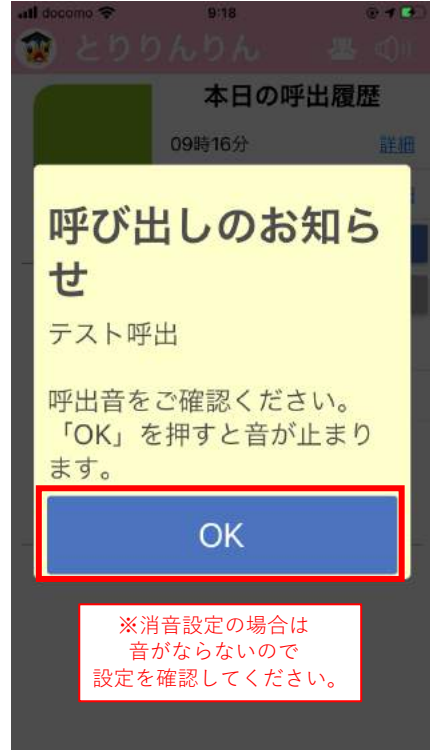 docomo 9:18
とりりんりん
本日の呼出履歴
09時16分 詳細
呼び出しのお知ら
せ
テスト呼出
呼出音をご確認ください。
「OK」を押すと音が止まり
ます。
OK
※消音設定の場合は
音がならないので
設定を確認してください。